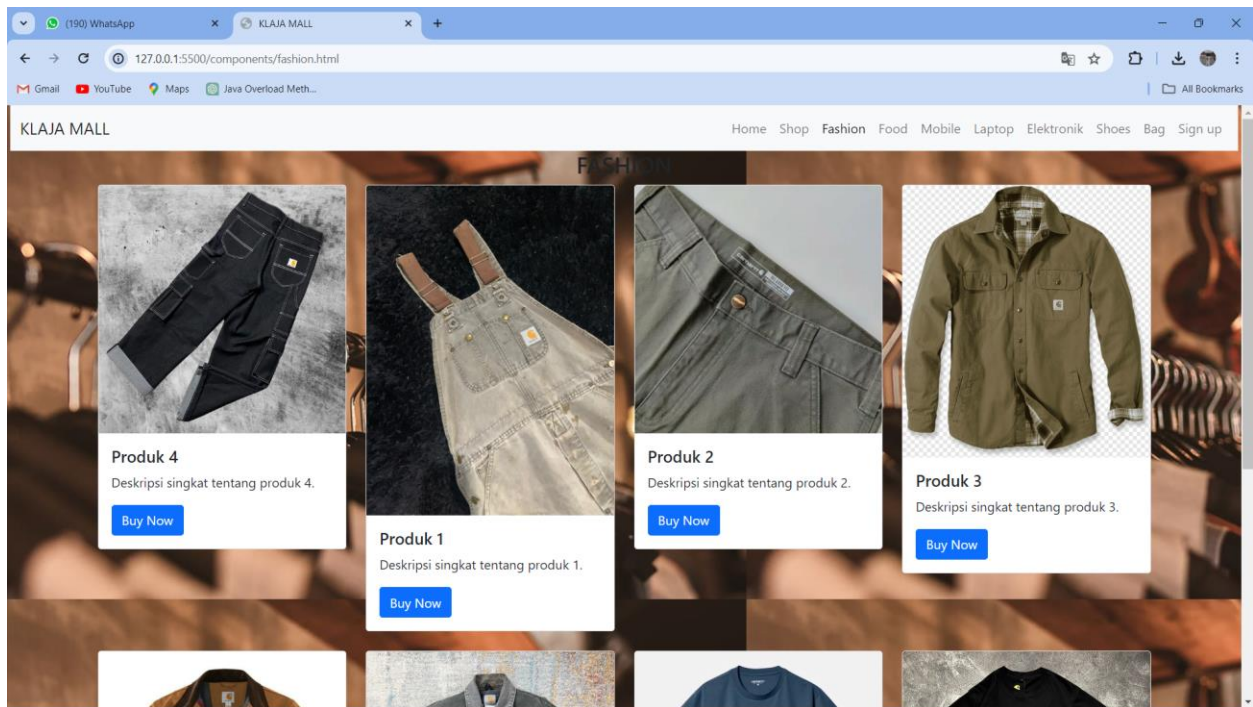 (190) WhatsApp
KLAJA MALL
127.0.0.1:5500/components/fashion.html
Gmail YouTube Maps Java Overload Meth... All Bookmarks
KLAJA MALL Home Shop Fashion Food Mobile Laptop Elektronik Shoes Bag Sign up
FASHION
Produk 4
Deskripsi singkat tentang produk 4.
Buy Now
Produk 1
Deskripsi singkat tentang produk 1.
Buy Now
Produk 2
Deskripsi singkat tentang produk 2.
Buy Now
Produk 3
Deskripsi singkat tentang produk 3.
Buy Now